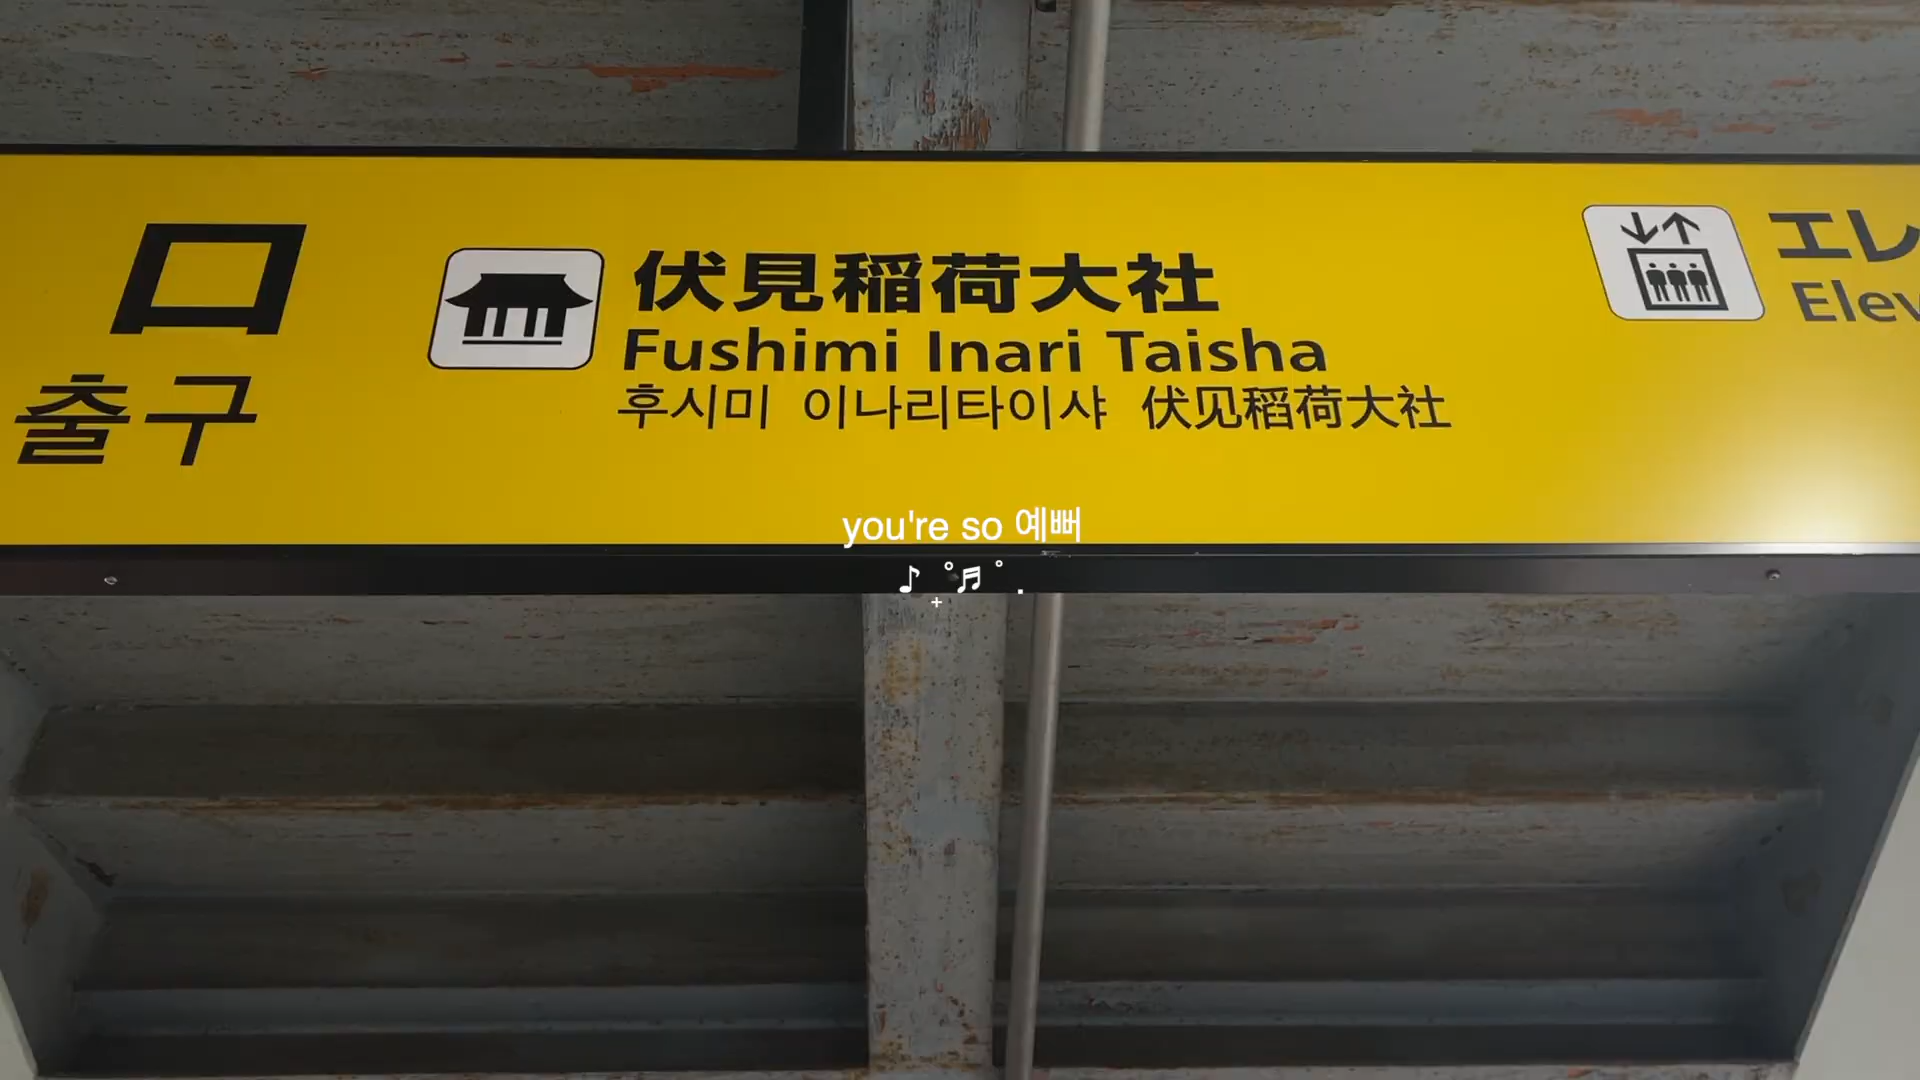 口
출구
伏見稲荷大社
Fushimi Inari Taisha
후시미 이나리타이샤 伏见稻荷大社
エレ
Elev
you're so 예뻐
♪ ˚♬ ˚ .